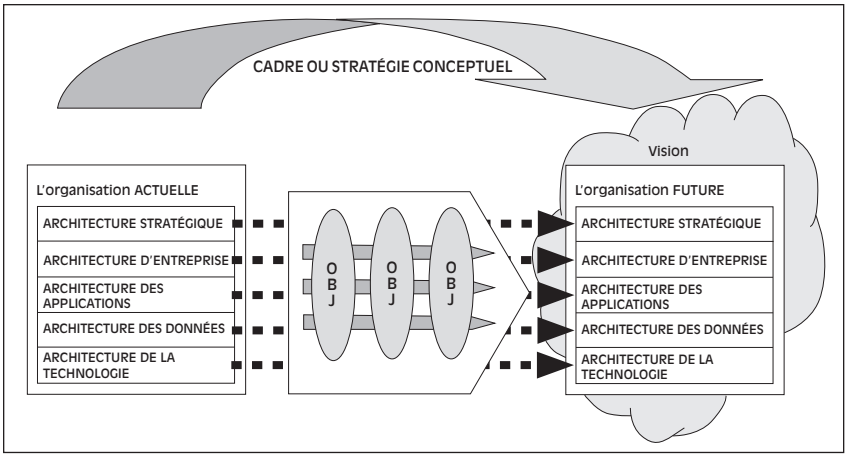 CADRE OU STRATÉGIE CONCEPTUEL
Vision
L'organisation ACTUELLE
ARCHITECTURE STRATÉGIQUE
ARCHITECTURE D'ENTREPRISE
ARCHITECTURE DES
APPLICATIONS
ARCHITECTURE DES DONNÉES
ARCHITECTURE DE LA
TECHNOLOGIE
O
B
J
O
B
J
O
B
J
L'organisation FUTURE
ARCHITECTURE STRATÉGIQUE
ARCHITECTURE D'ENTREPRISE
ARCHITECTURE DES
APPLICATIONS
ARCHITECTURE DES DONNÉES
ARCHITECTURE DE LA
TECHNOLOGIE